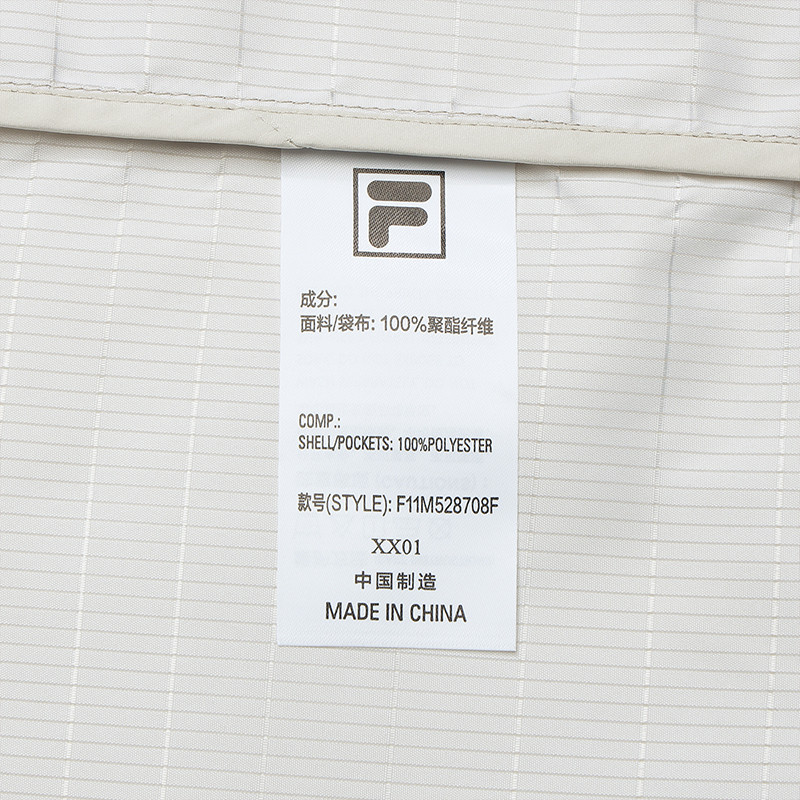 F
成分:
面料/袋布: 100%聚酯纤维
COMP.:
SHELL/POCKETS: 100%POLYESTER
款号(STYLE): F11M528708F
XX01
中国制造
MADE IN CHINA